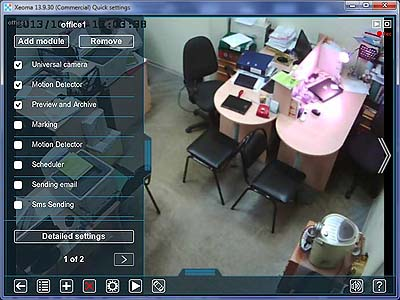 Xeoma 13.9.30 (Commercial) Quick settings
office1
Add module
Remove
Universal camera
Motion Detector
Preview and Archive
Marking
Motion Detector
Scheduler
Sending email
Sms Sending
Detailed settings
1 of 2